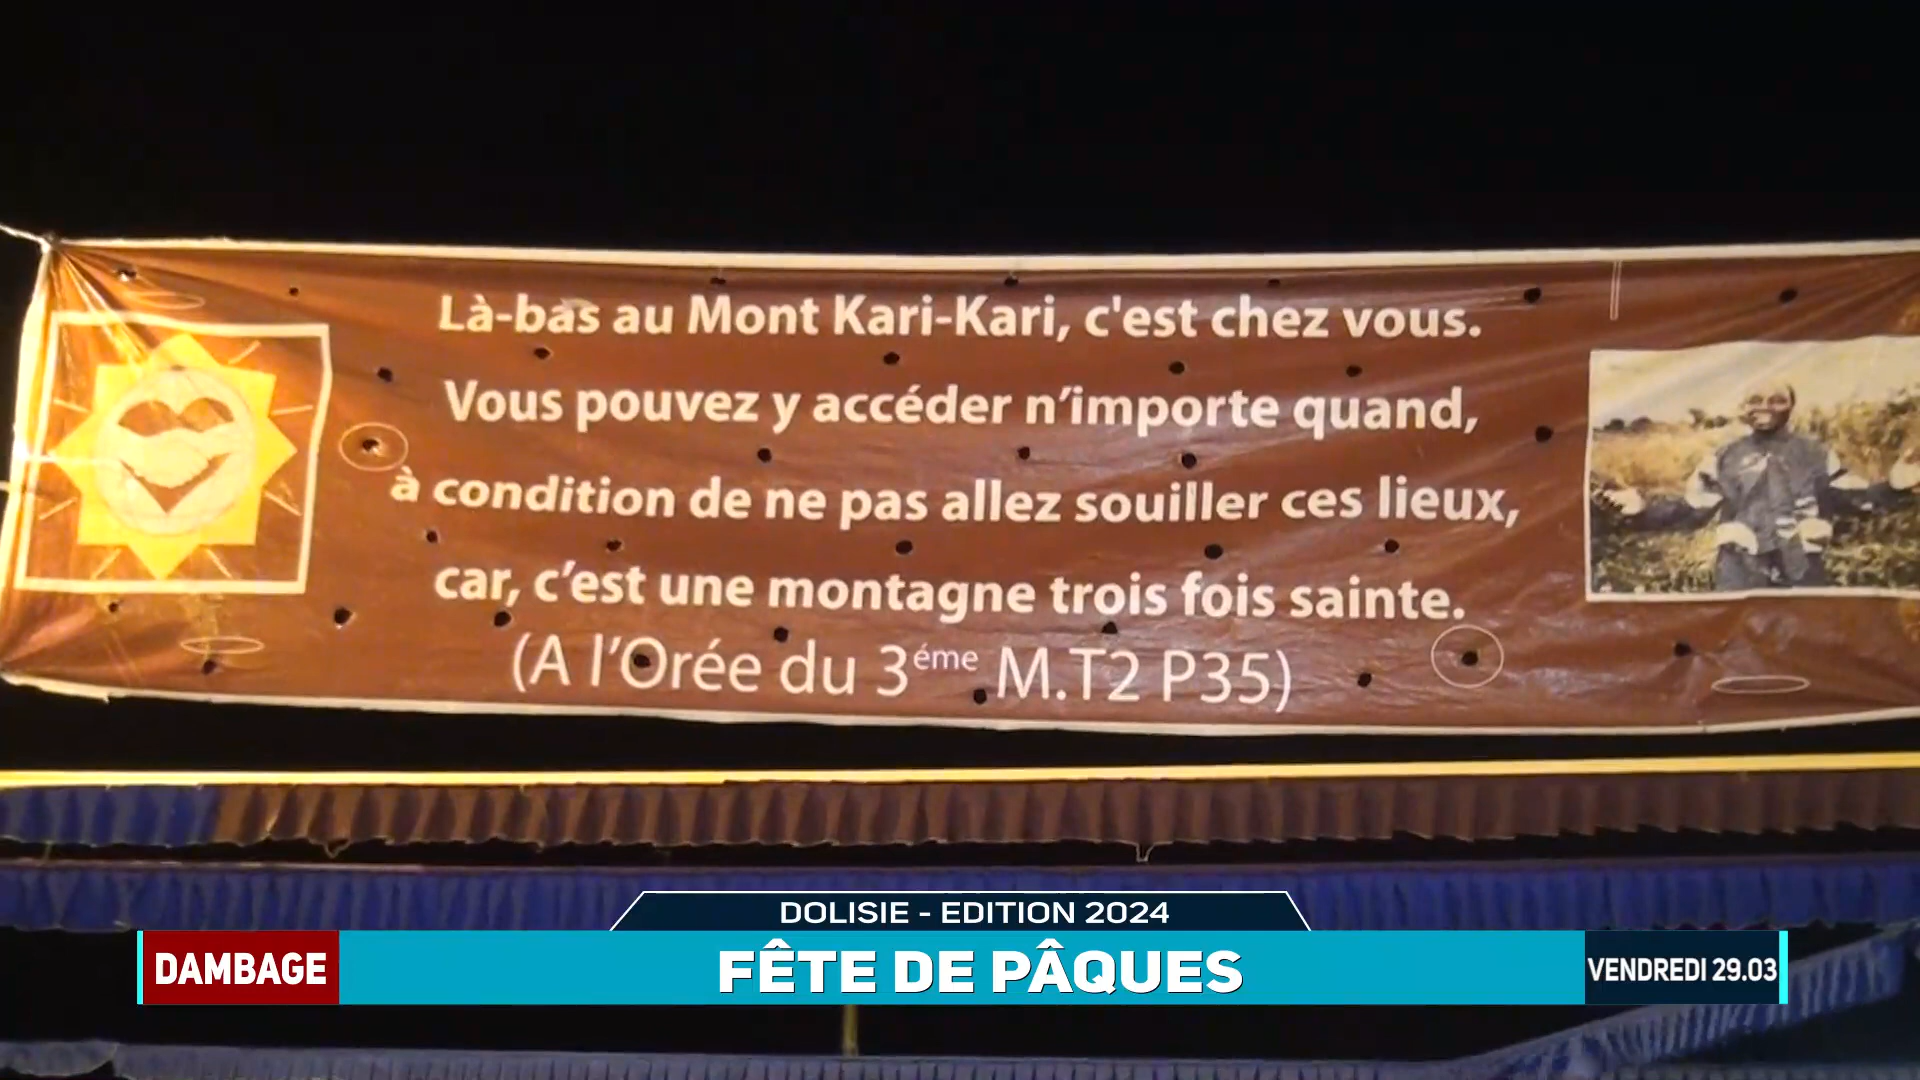 Là-bas au Mont Kari-Kari, c'est chez vous.
Vous pouvez y accéder n'importe quand,
à condition de ne pas allez souiller ces lieux,
car, c'est une montagne trois fois sainte.
(A l'Orée du 3éme M.T2 P35)
DOLISIE - EDITION 2024
DAMBAGE
FÊTE DE PÂQUES
VENDREDI 29.03